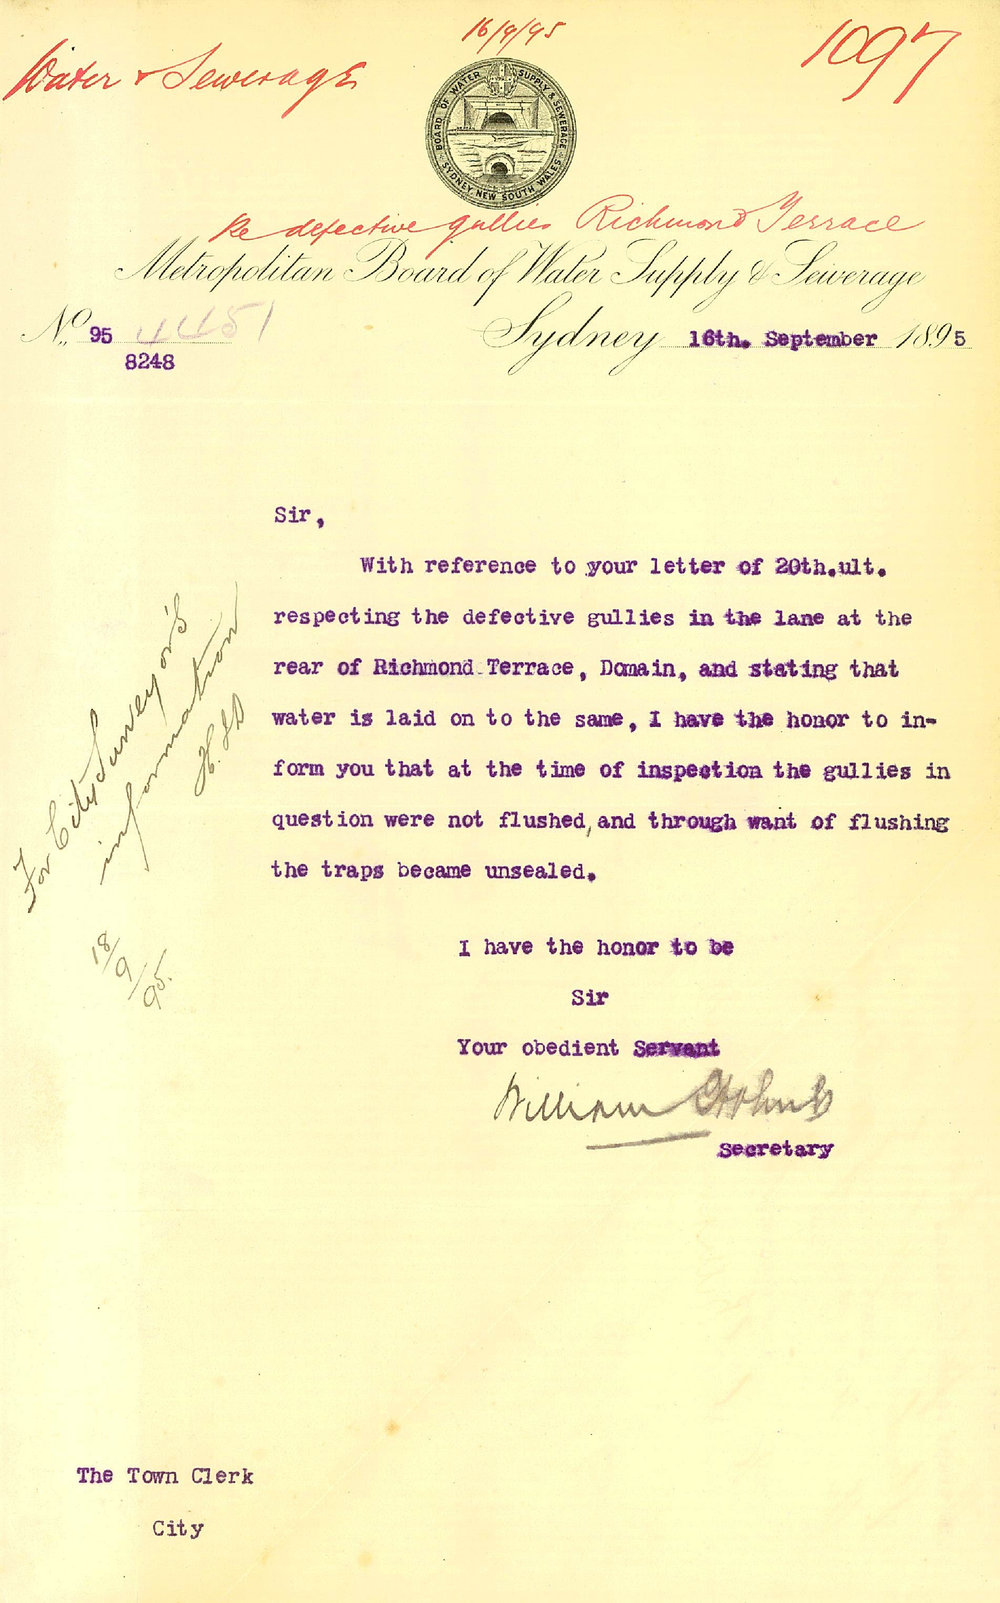 16/9/95
Water & Sewerage
1097
BOARD OF WATER SUPPLY & SEWERAGE
SYDNEY, NEW SOUTH WALES
Re defective gullies Richmond Terrace
Metropolitan Board of Water Supply & Sewerage
No. 95 4451
8248
Sydney 16th. September 1895
Sir,
With reference to your letter of 20th.ult.
respecting the defective gullies in the lane at the
rear of Richmond Terrace, Domain, and stating that
water is laid on to the same, I have the honor to in-
form you that at the time of inspection the gullies in
question were not flushed, and through want of flushing
the traps became unsealed.
For City Surveyor's
information
18/9/95.
I have the honor to be
Sir
Your obedient Servant
William
Secretary
The Town Clerk
City